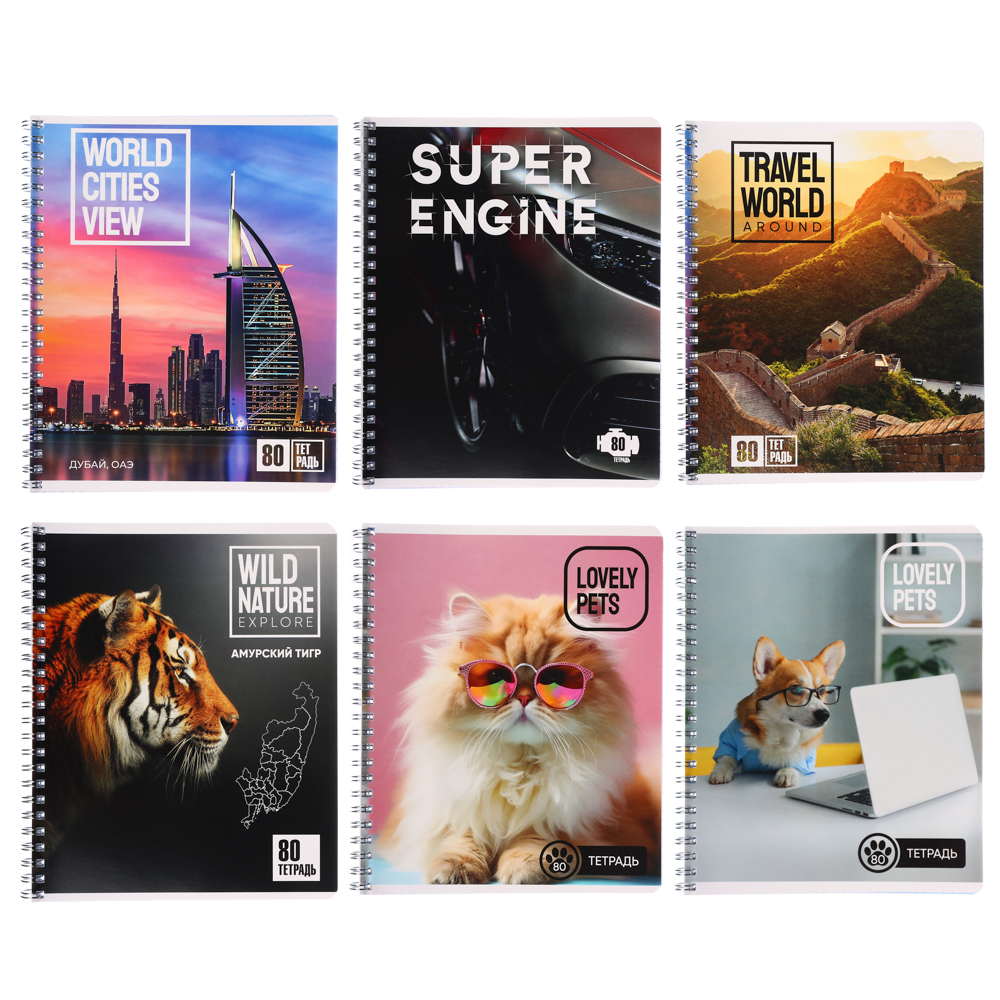 WORLD
CITIES
VIEW
ДУБАЙ, ОАЭ
80
ТЕТ
РАДЬ
SUPER
ENGINE
80
ТЕТРАДЬ
TRAVEL
WORLD
AROUND
80
ТЕТ
РАДЬ
WILD
NATURE
EXPLORE
АМУРСКИЙ ТИГР
80
ТЕТРАДЬ
LOVELY
PETS
80
ТЕТРАДЬ
LOVELY
PETS
80
ТЕТРАДЬ